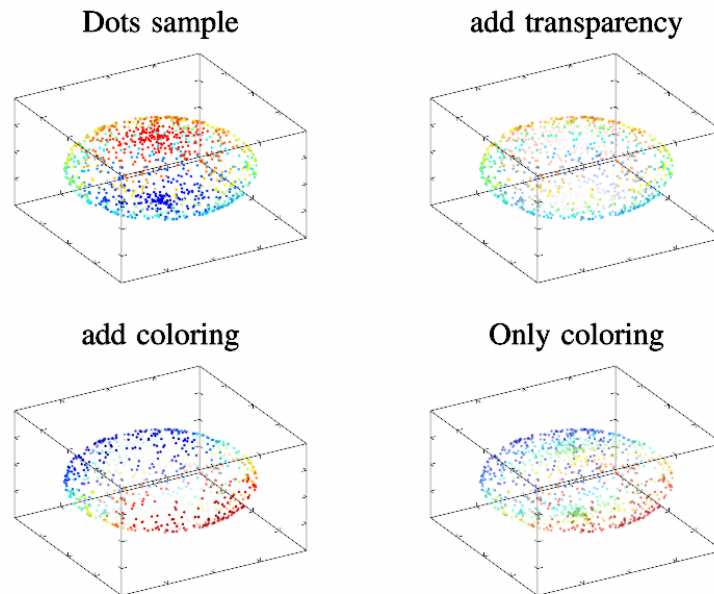 Dots sample
add transparency
add coloring
Only coloring